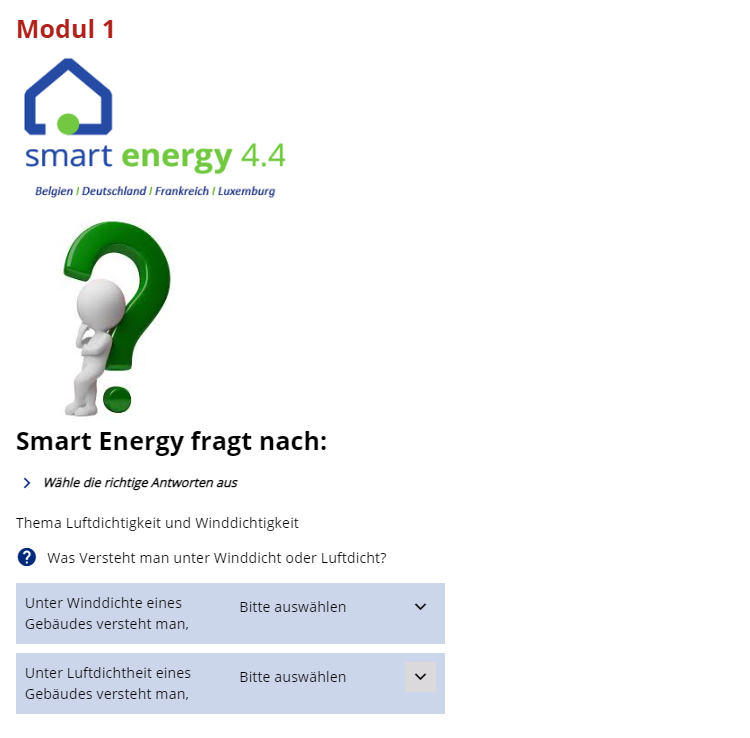 Modul 1
smart energy 4.4
Belgien I Deutschland I Frankreich I Luxemburg
Smart Energy fragt nach:
Wähle die richtige Antworten aus
Thema Luftdichtigkeit und Winddichtigkeit
? Was Versteht man unter Winddicht oder Luftdicht?
Unter Winddichte eines
Gebäudes versteht man,
Bitte auswählen
Unter Luftdichtheit eines
Gebäudes versteht man,
Bitte auswählen